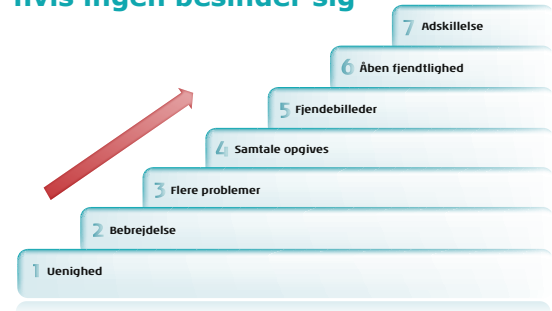 hvis ingen besinder sig
7 Adskillelse
6 Åben fjendtlighed
5 Fjendebilleder
4 Samtale opgives
3 Flere problemer
2 Bebrejdelse
1 Uenighed